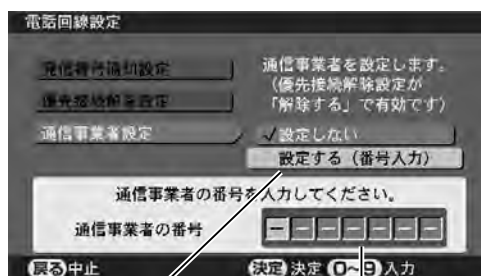 電話回線設定
発信番号通知設定
優先接続解除設定
通信事業者設定
通信事業者を設定します。
(優先接続解除設定が
「解除する」で有効です)
✓設定しない
設定する(番号入力)
通信事業者の番号を入力してください。
通信事業者の番号 -------
戻る中止 決定決定 0~9入力